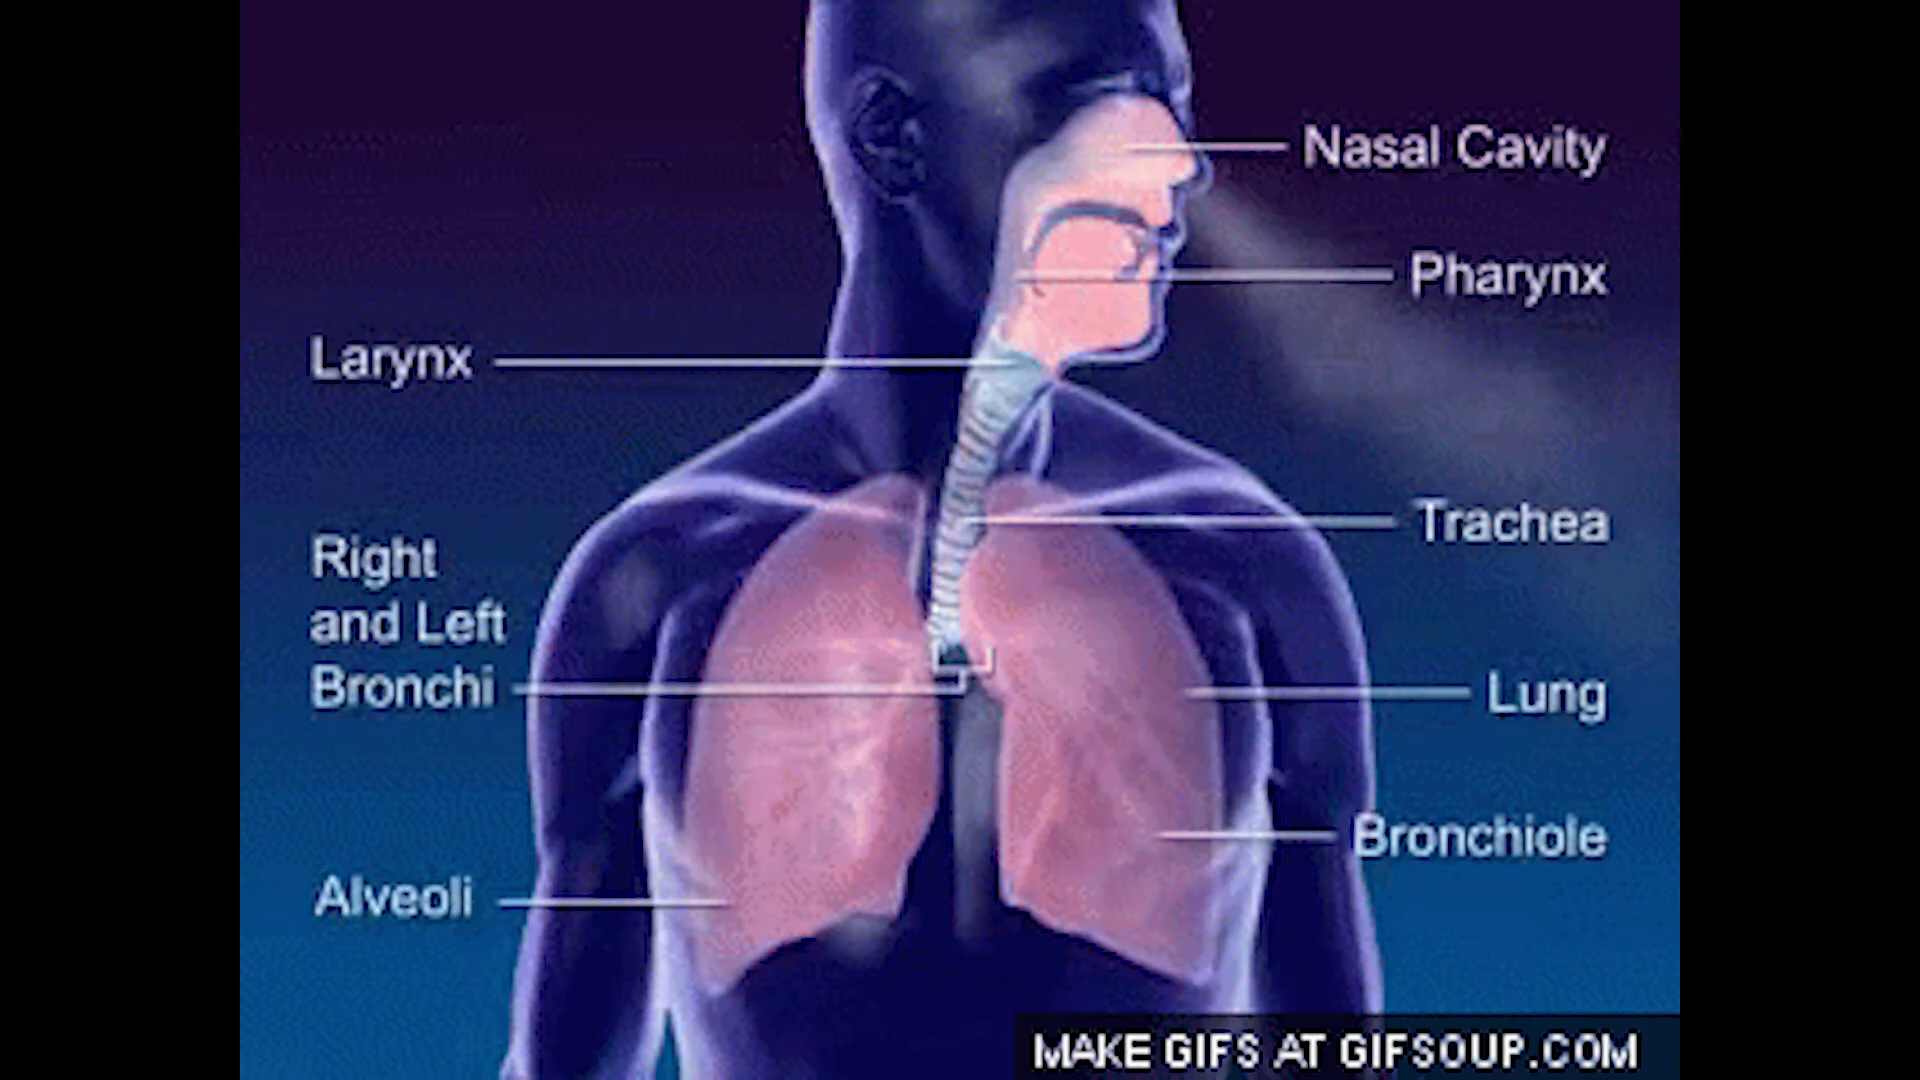 Nasal Cavity
Pharynx
Larynx
Trachea
Right
and Left
Bronchi
Lung
Bronchiole
Alveoli
MAKE GIFS AT GIFSOUP.COM